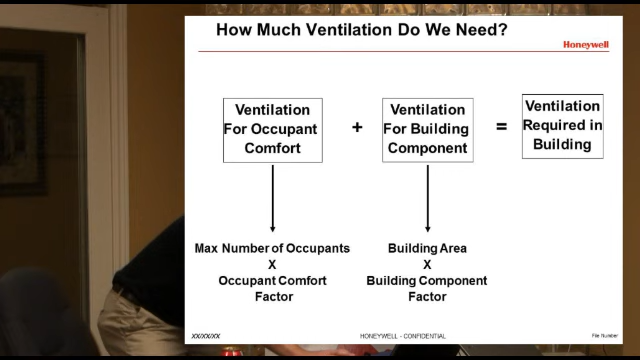 How Much Ventilation Do We Need?
Honeywell
Ventilation
For Occupant
Comfort
+
Ventilation
For Building
Component
=
Ventilation
Required in
Building
Max Number of Occupants
X
Occupant Comfort
Factor
Building Area
X
Building Component
Factor
XX/XX/XX
HONEYWELL - CONFIDENTIAL
File Number